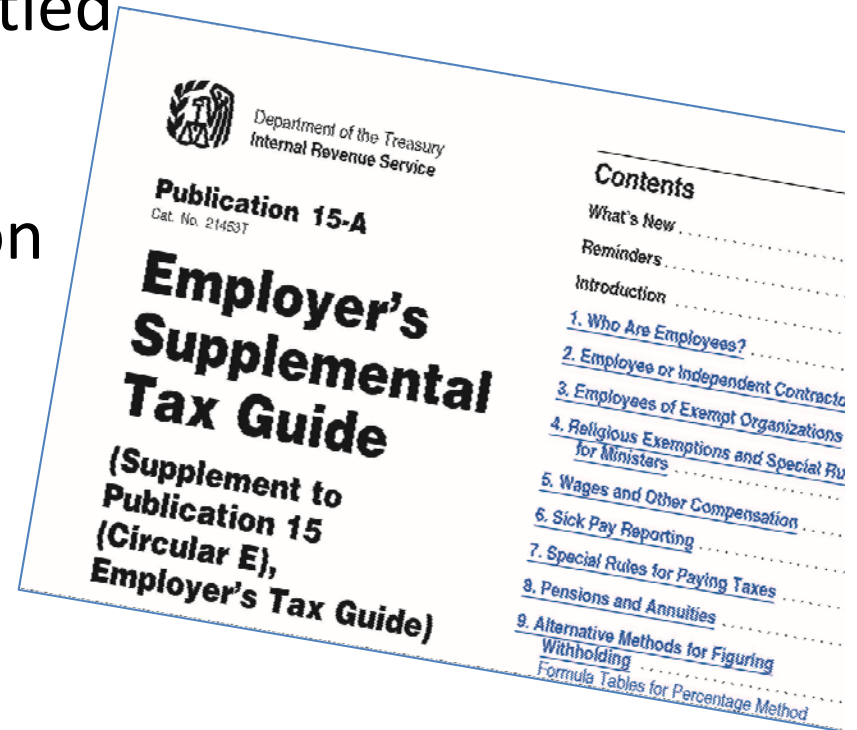 tled
on
Department of the Treasury
Internal Revenue Service
Publication 15-A
Cat. No. 21453T
Employer's
Supplemental
Tax Guide
(Supplement to
Publication 15
(Circular E),
Employer's Tax Guide)
Contents
What's New
Reminders
Introduction
1. Who Are Employees?
2. Employee or Independent Contracto
3. Employees of Exempt Organizations
4. Religious Exemptions and Special Ru
for Ministers
5. Wages and Other Compensation
6. Sick Pay Reporting
7. Special Rules for Paying Taxes
8. Pensions and Annuities
9. Alternative Methods for Figuring
Withholding
Formula Tables for Percentage Method